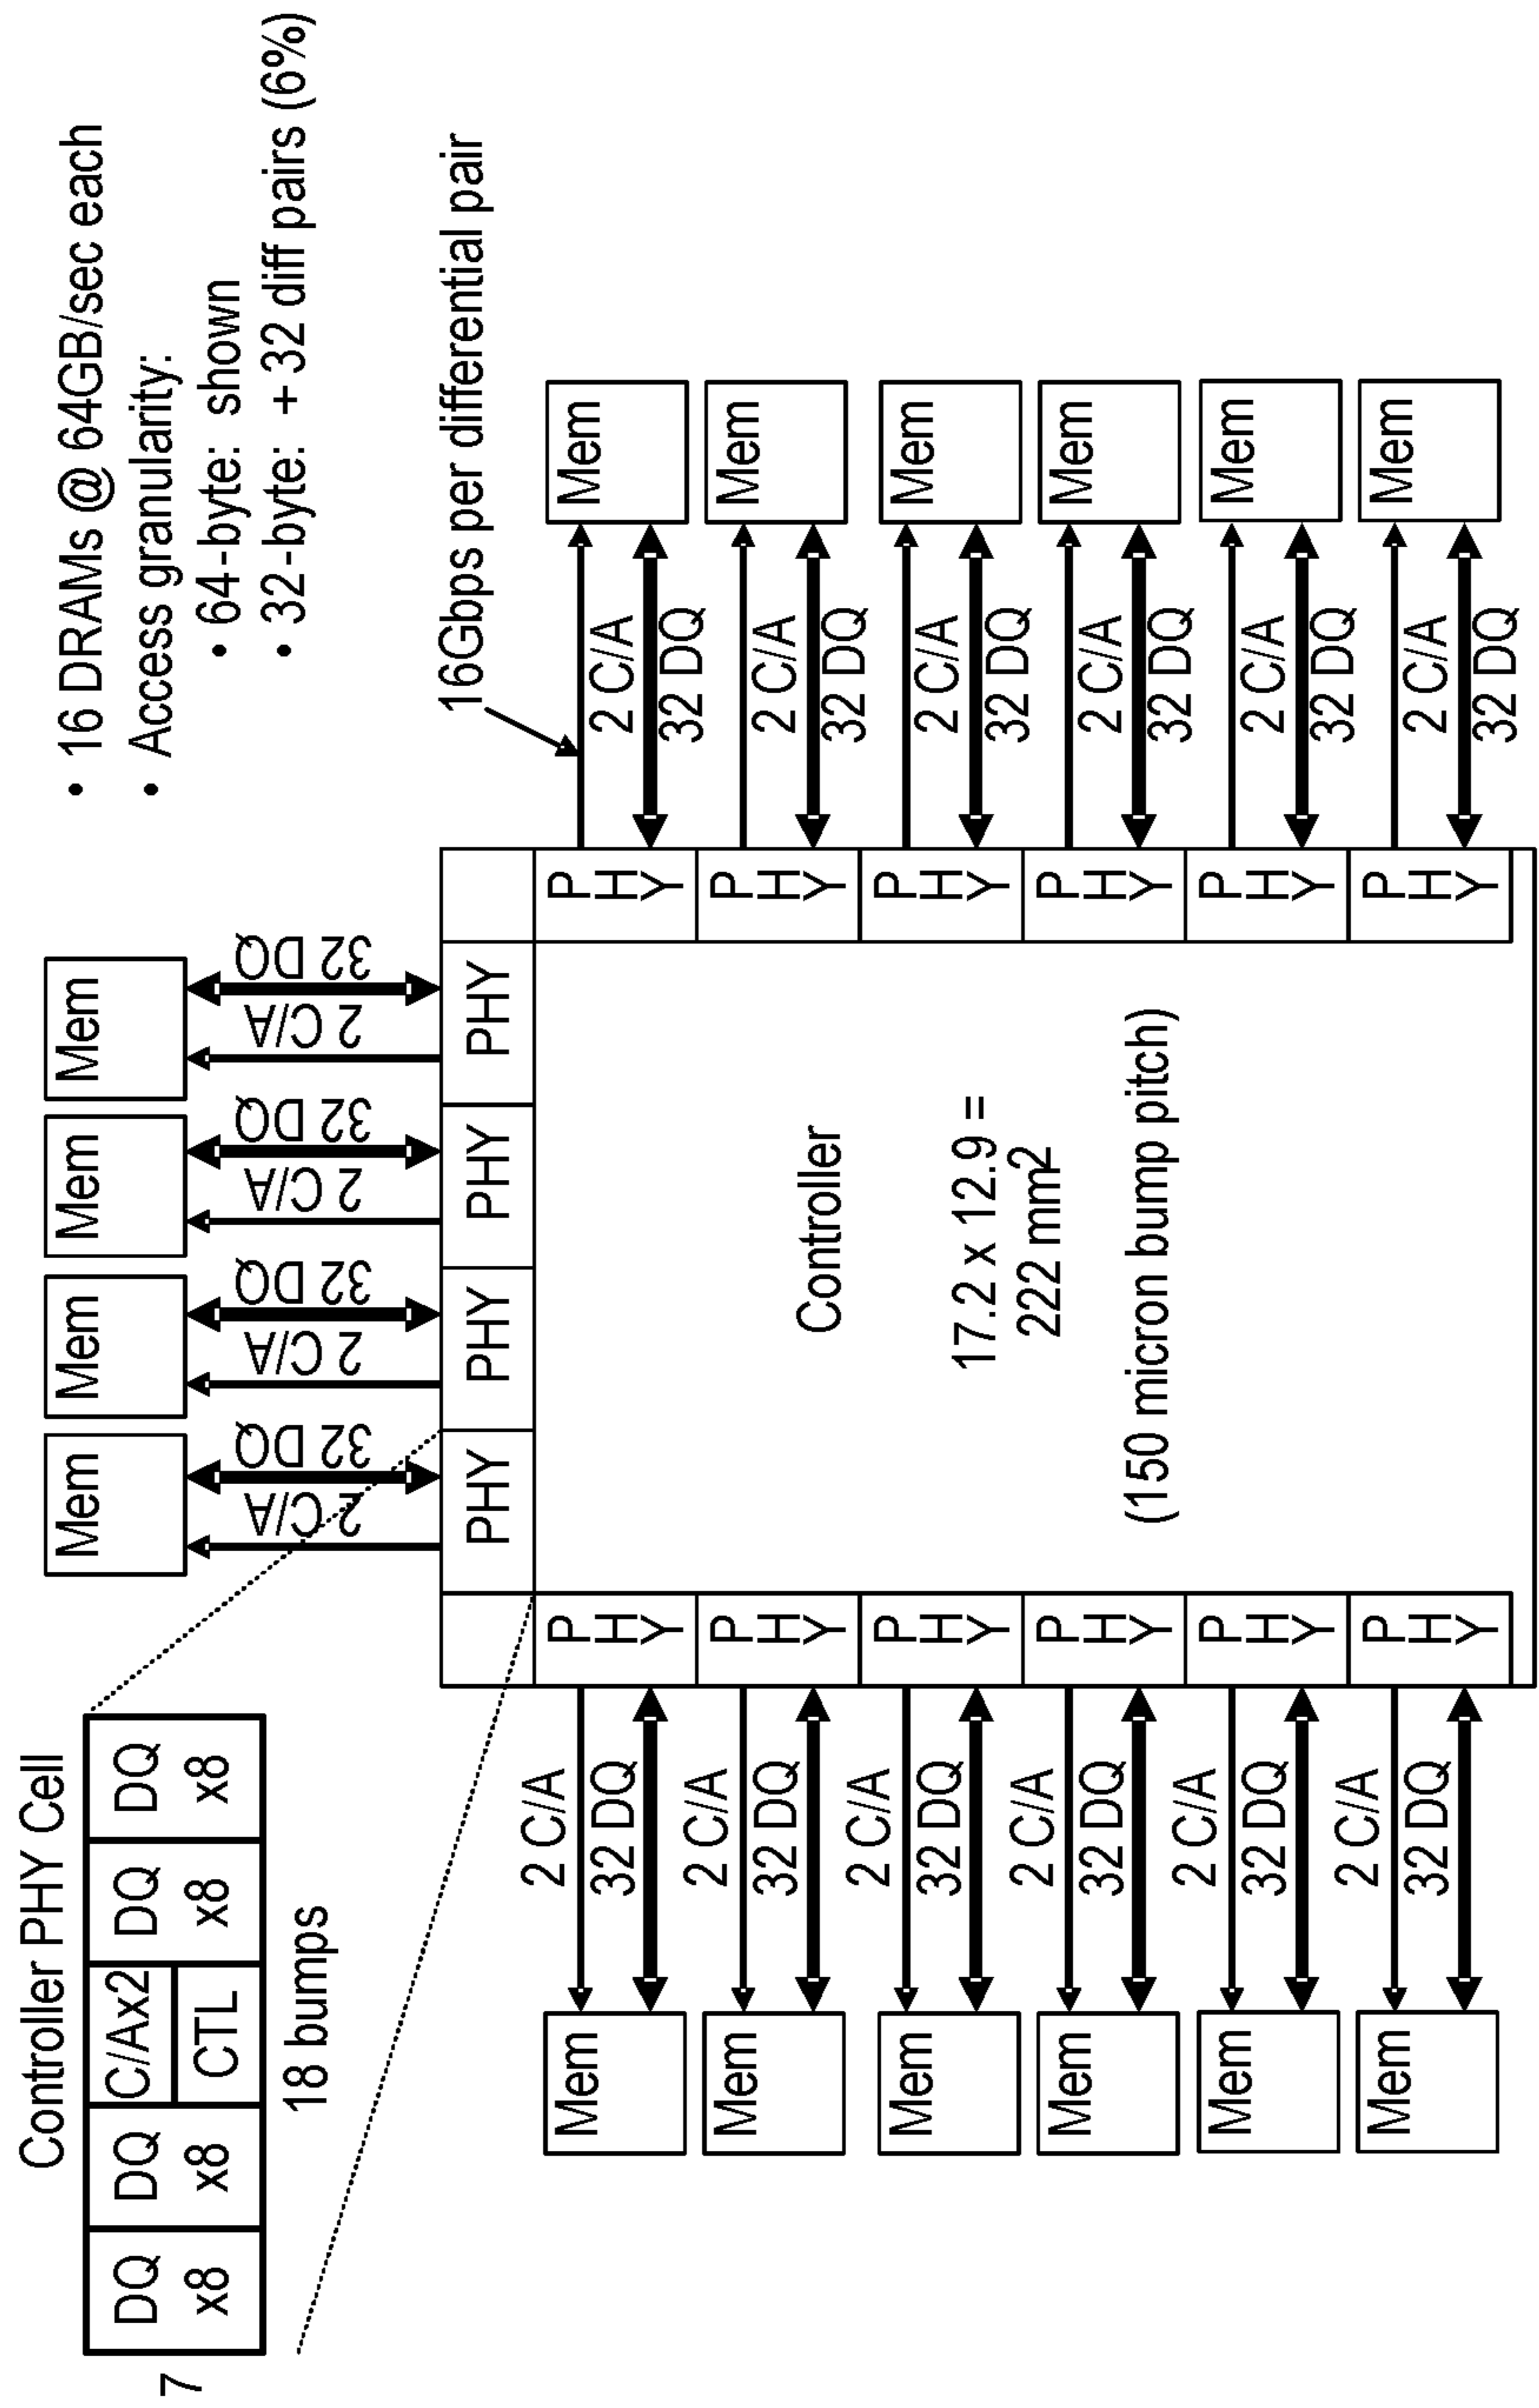 • 16 DRAMs @ 64GB/sec each
• Access granularity:
• 64-byte: shown
• 32-byte: + 32 diff pairs (6%)
Controller PHY Cell
DQ x8
DQ x8
C/Ax2
CTL
DQ x8
DQ x8
7
18 bumps
16Gbps per differential pair
Mem
Mem
Mem
Mem
2 C/A
32 DQ
2 C/A
32 DQ
2 C/A
32 DQ
2 C/A
32 DQ
PHY
PHY
PHY
PHY
Mem
2 C/A
32 DQ
PHY
PHY
2 C/A
32 DQ
Mem
Mem
2 C/A
32 DQ
PHY
PHY
2 C/A
32 DQ
Mem
Mem
2 C/A
32 DQ
PHY
PHY
2 C/A
32 DQ
Mem
Mem
2 C/A
32 DQ
PHY
PHY
2 C/A
32 DQ
Mem
Mem
2 C/A
32 DQ
PHY
PHY
2 C/A
32 DQ
Mem
Mem
2 C/A
32 DQ
PHY
PHY
2 C/A
32 DQ
Mem
Controller
17.2 x 12.9 =
222 mm2
(150 micron bump pitch)